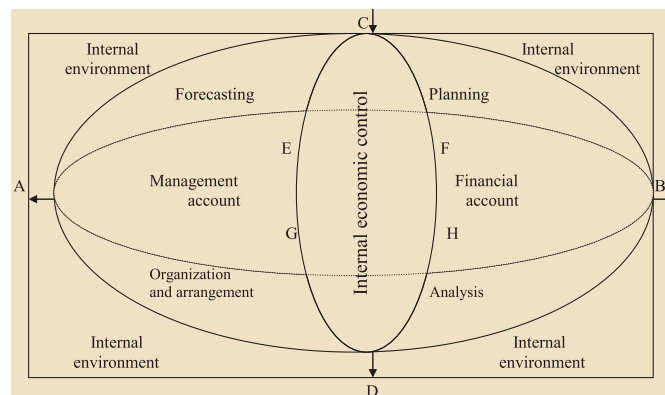 C
Internal
environment
Internal
environment
Forecasting
Planning
E
F
Internal economic control
A
Management
account
Financial
account
B
G
H
Organization
and arrangement
Analysis
Internal
environment
Internal
environment
D